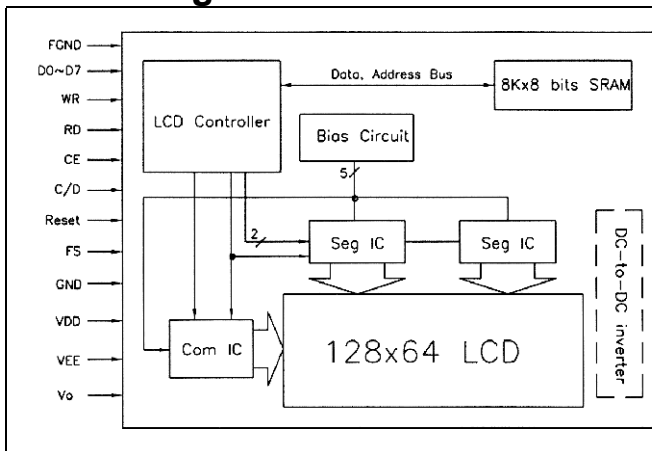 FGND
D0~D7
WR
RD
CE
C/D
Reset
FS
GND
VDD
VEE
Vo
LCD Controller
Data, Address Bus
8Kx8 bits SRAM
Bias Circuit
5
2
Seg IC
Seg IC
Com IC
128x64 LCD
DC-to-DC inverter